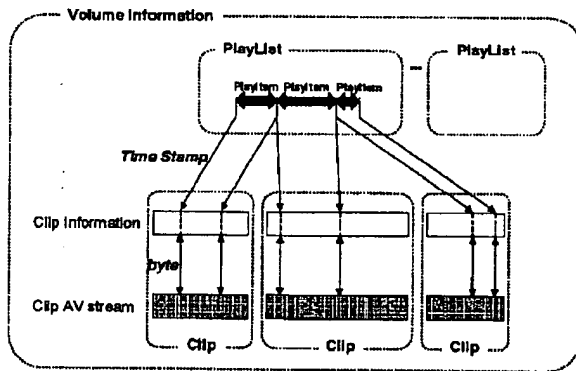 Volume Information
PlayList
PlayList
PlayItem PlayItem PlayItem
Time Stamp
Clip Information
byte
Clip AV stream
Clip
Clip
Clip